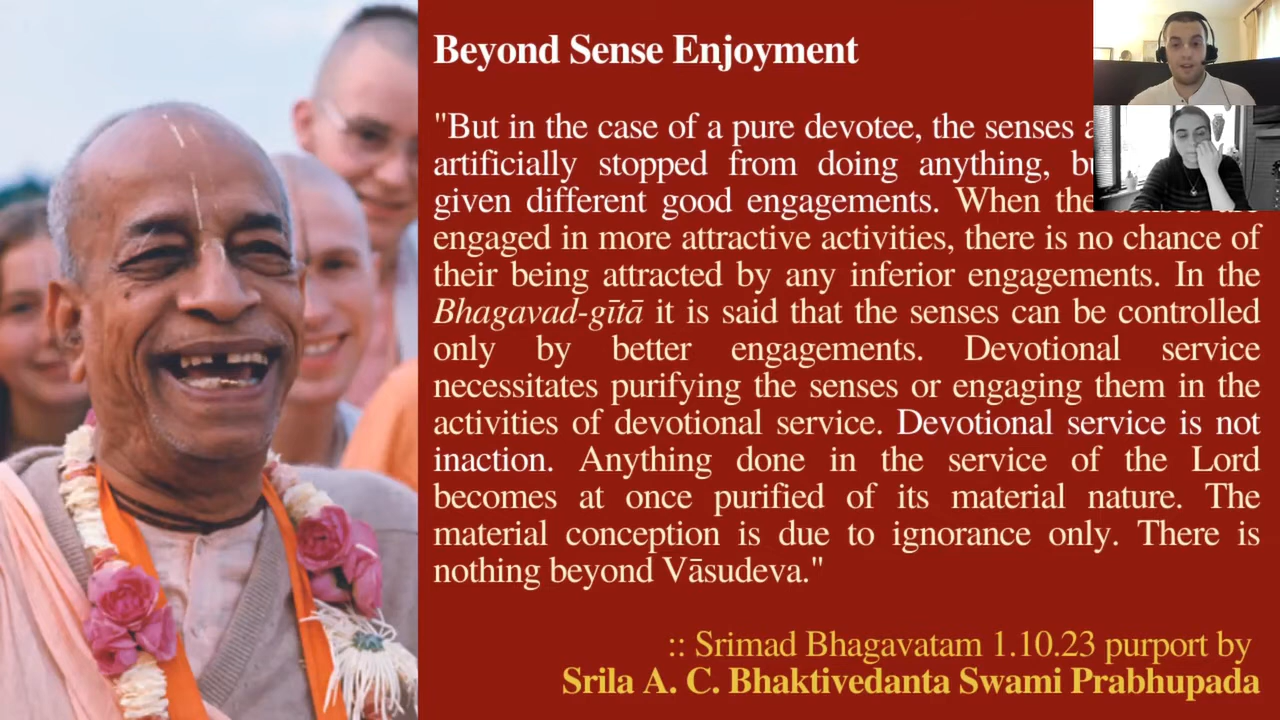 Beyond Sense Enjoyment
"But in the case of a pure devotee, the senses
artificially stopped from doing anything,
given different good engagements. When the
engaged in more attractive activities, there is no chance of
their being attracted by any inferior engagements. In the
Bhagavad-gītā it is said that the senses can be controlled
only by better engagements. Devotional service
necessitates purifying the senses or engaging them in the
activities of devotional service. Devotional service is not
inaction. Anything done in the service of the Lord
becomes at once purified of its material nature. The
material conception is due to ignorance only. There is
nothing beyond Vāsudeva."
:: Srimad Bhagavatam 1.10.23 purport by
Srila A. C. Bhaktivedanta Swami Prabhupada